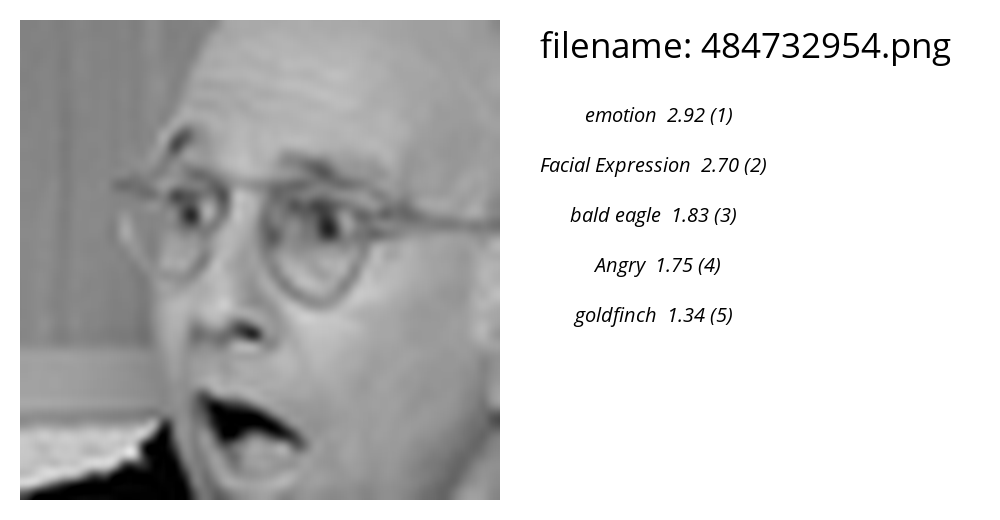 filename: 484732954.png
emotion 2.92 (1)
Facial Expression 2.70 (2)
bald eagle 1.83 (3)
Angry 1.75 (4)
goldfinch 1.34 (5)